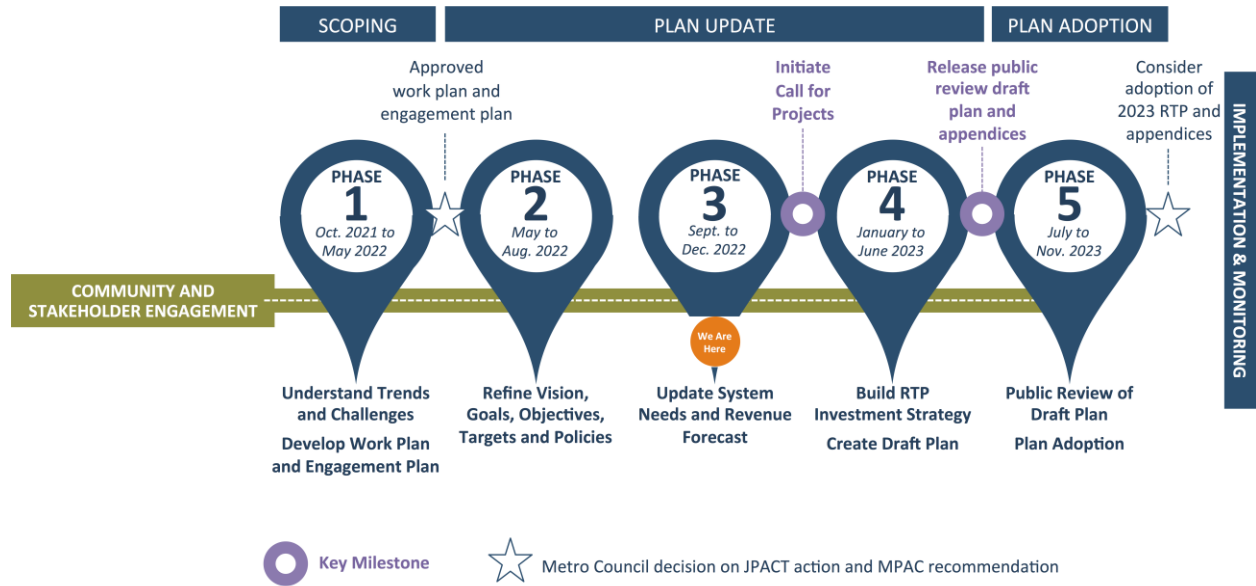 SCOPING
PLAN UPDATE
PLAN ADOPTION
Approved
work plan and
engagement plan
Initiate
Call for
Projects
Release public
review draft
plan and
appendices
Consider
adoption of
2023 RTP and
appendices
PHASE
1
Oct. 2021 to
May 2022
PHASE
2
May to
Aug. 2022
PHASE
3
Sept. to
Dec. 2022
PHASE
4
January to
June 2023
PHASE
5
July to
Nov. 2023
IMPLEMENTATION & MONITORING
COMMUNITY AND
STAKEHOLDER ENGAGEMENT
We Are
Here
Understand Trends
and Challenges
Develop Work Plan
and Engagement Plan
Refine Vision,
Goals, Objectives,
Targets and Policies
Update System
Needs and Revenue
Forecast
Build RTP
Investment Strategy
Create Draft Plan
Public Review of
Draft Plan
Plan Adoption
Key Milestone
Metro Council decision on JPACT action and MPAC recommendation